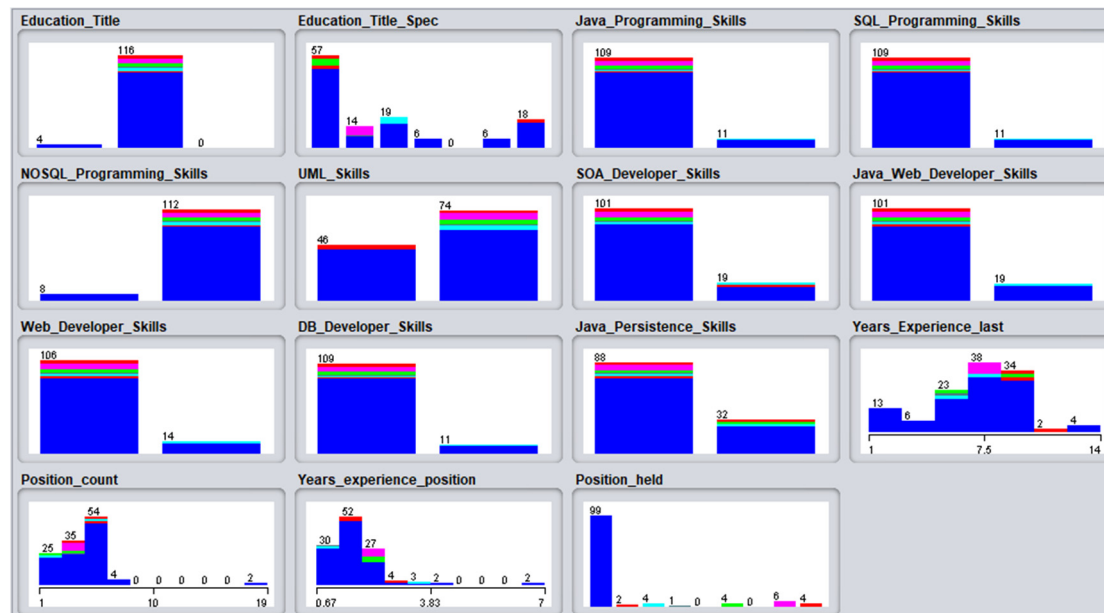 Education_Title
116
4
0
Education_Title_Spec
57
14
19
6
0
6
18
Java_Programming_Skills
109
11
SQL_Programming_Skills
109
11
NOSQL_Programming_Skills
112
8
UML_Skills
74
46
SOA_Developer_Skills
101
19
Java_Web_Developer_Skills
101
19
Web_Developer_Skills
106
14
DB_Developer_Skills
109
11
Java_Persistence_Skills
88
32
Years_Experience_last
13
6
23
38
34
2
4
1 7.5 14
Position_count
25
35
54
4 0 0 0 0 0 2
1 10 19
Years_experience_position
30
52
27
4 3 2 0 0 0 2
0.67 3.83 7
Position_held
99
2 4 1 0 4 0 6 4